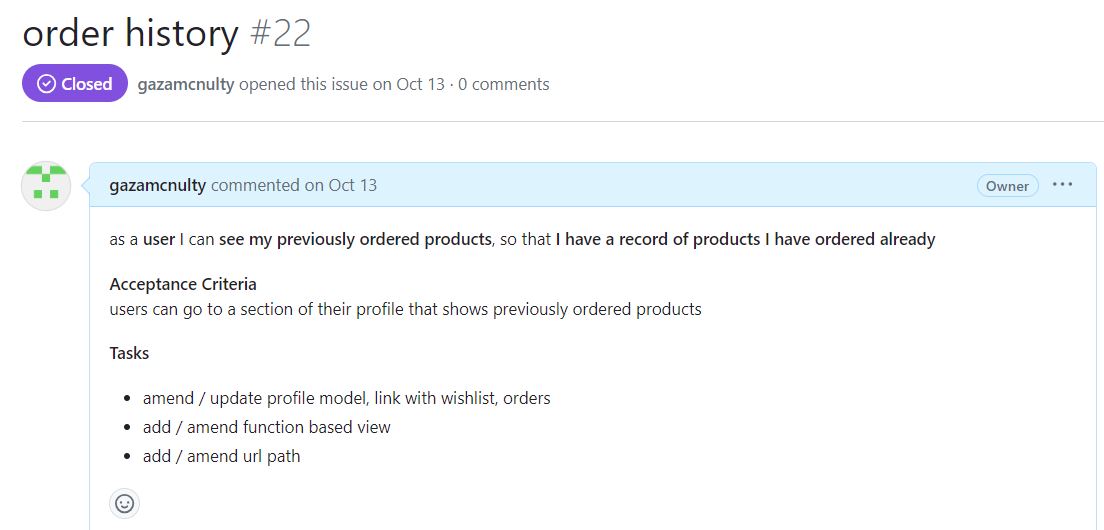 order history #22
Closed gazamcnulty opened this issue on Oct 13 · 0 comments
gazamcnulty commented on Oct 13 Owner ...
as a user I can see my previously ordered products, so that I have a record of products I have ordered already
Acceptance Criteria
users can go to a section of their profile that shows previously ordered products
Tasks
• amend / update profile model, link with wishlist, orders
• add / amend function based view
• add / amend url path